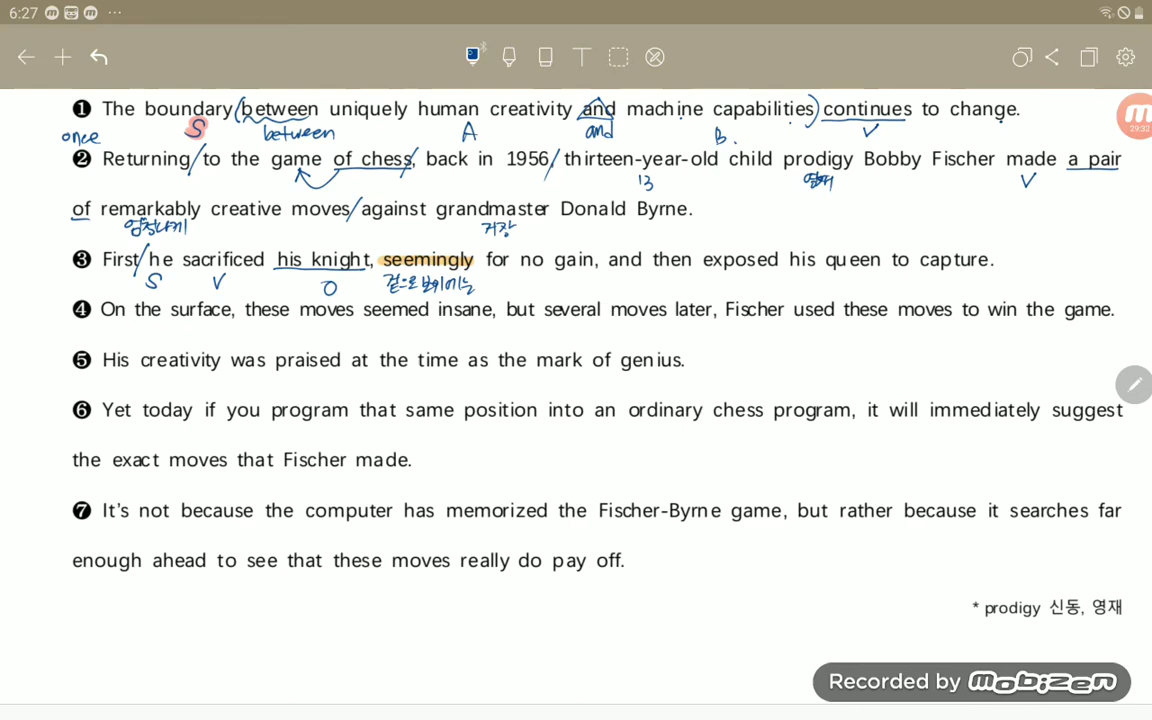 6:27
❶ The boundary (between uniquely human creativity and machine capabilities) continues to change.
once S between A and B. V
❷ Returning/to the game of chess/ back in 1956/ thirteen-year-old child prodigy Bobby Fischer made a pair
13 영재 V
of remarkably creative moves/against grandmaster Donald Byrne.
엄청나게 거장
❸ First/he sacrificed his knight, seemingly for no gain, and then exposed his queen to capture.
S V O 겉으로 보기에는
❹ On the surface, these moves seemed insane, but several moves later, Fischer used these moves to win the game.
❺ His creativity was praised at the time as the mark of genius.
❻ Yet today if you program that same position into an ordinary chess program, it will immediately suggest
the exact moves that Fischer made.
❼ It's not because the computer has memorized the Fischer-Byrne game, but rather because it searches far
enough ahead to see that these moves really do pay off.
* prodigy 신동, 영재
29:32
Recorded by mobizen